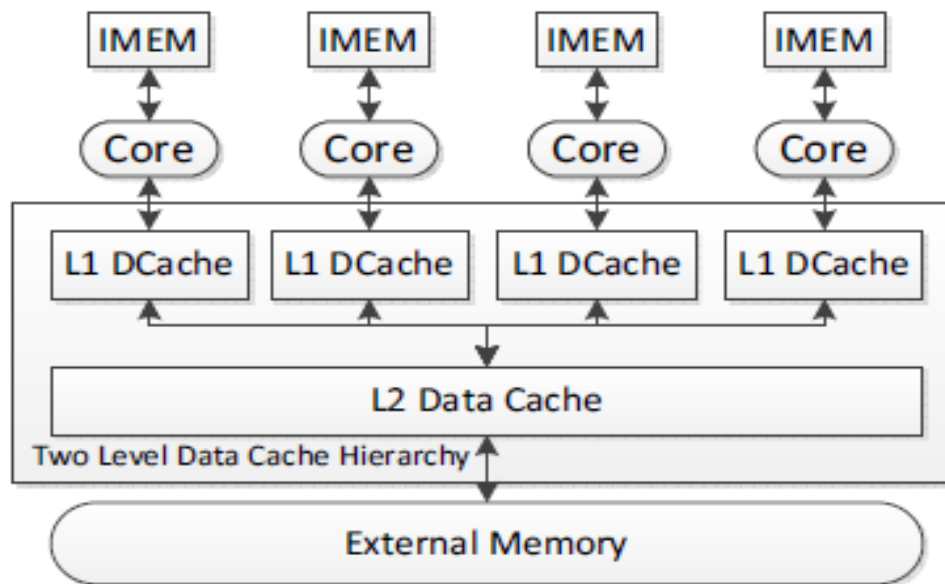 IMEM IMEM IMEM IMEM
Core Core Core Core
L1 DCache L1 DCache L1 DCache L1 DCache
L2 Data Cache
Two Level Data Cache Hierarchy
External Memory